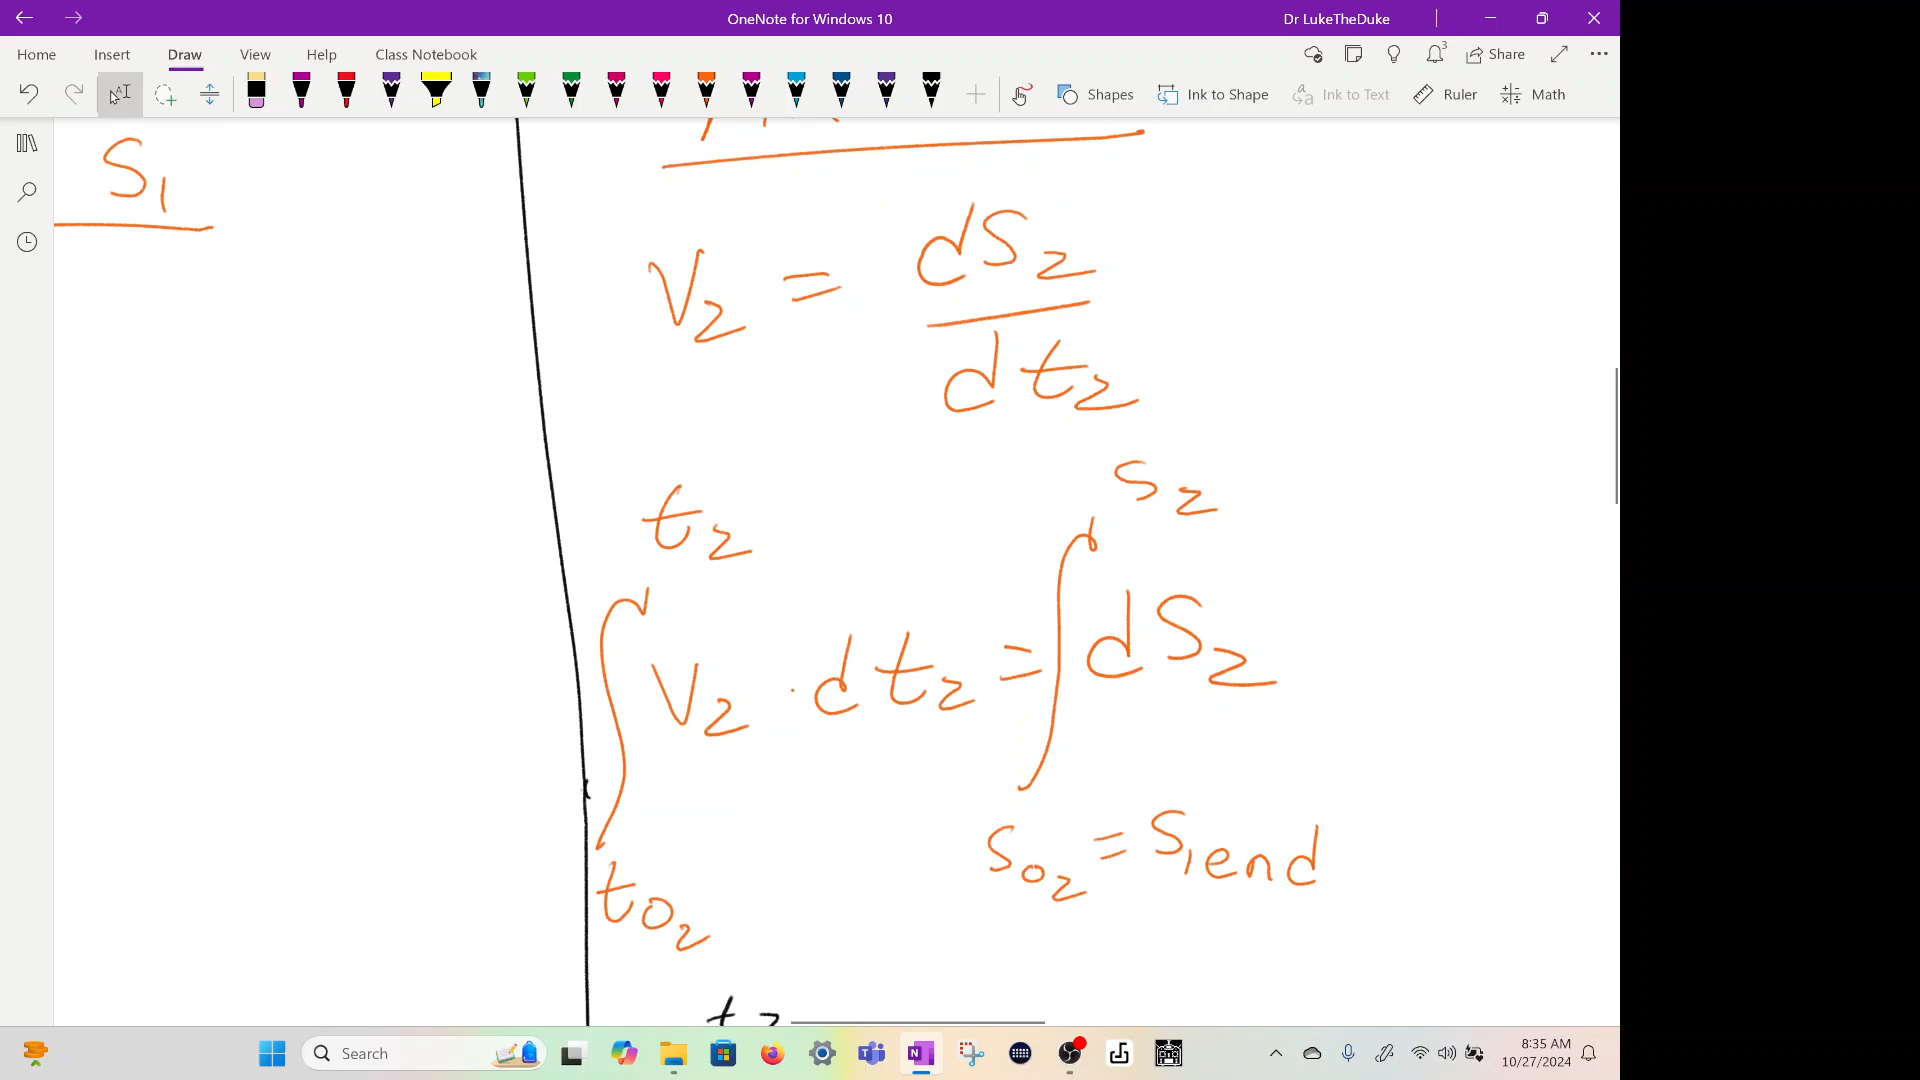 OneNote for Windows 10
Dr LukeTheDuke
Home Insert Draw View Help Class Notebook
3
Share
Shapes
Ink to Shape
Ink to Text
Ruler
Math
S₁
V₂ = dS₂
dt₂
t₂ S₂
∫ V₂ · dt₂ = ∫ dS₂
t₀₂ S₀₂ = S₁end
Search
8:35 AM
10/27/2024